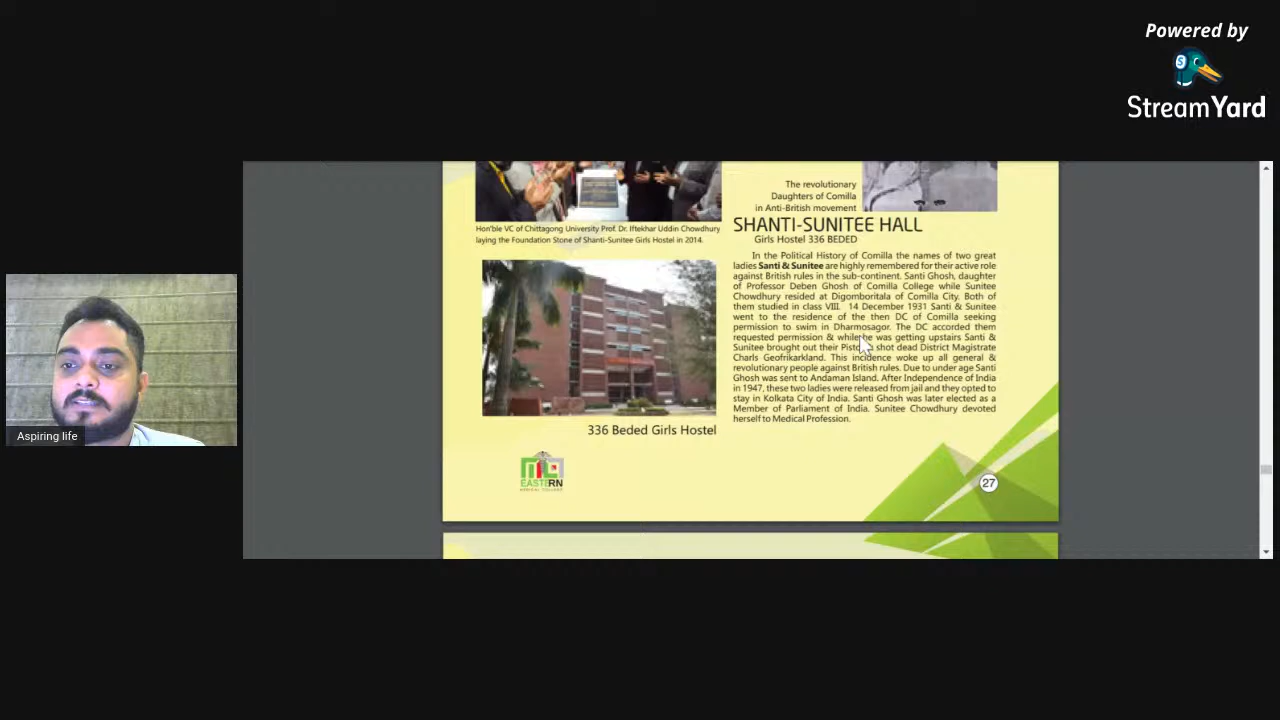 Powered by
StreamYard
The revolutionary
Daughters of Comilla
in Anti-British movement
Hon'ble VC of Chittagong University Prof. Dr. Iftekhar Uddin Chowdhury
laying the Foundation Stone of Shanti-Sunitee Girls Hostel in 2014.
SHANTI-SUNITEE HALL
Girls Hostel 336 BEDED
In the Political History of Comilla the names of two great
ladies Santi & Sunitee are highly remembered for their active role
against British rules in the sub-continent. Santi Ghosh, daughter
of Professor Deben Ghosh of Comilla College while Sunitee
Chowdhury resided at Digomboritala of Comilla City. Both of
them studied in class VIII. 14 December 1931 Santi & Sunitee
went to the residence of the then DC of Comilla seeking
permission to swim in Dharmosagor. The DC accorded them
requested permission & while he was getting upstairs Santi &
Sunitee brought out their shot dead District Magistrate
Charls Geofrikarkland. This incidence woke up all general &
revolutionary people against British rules. Due to under age Santi
Ghosh was sent to Andaman Island. After Independence of India
in 1947, these two ladies were released from jail and they opted to
stay in Kolkata City of India. Santi Ghosh was later elected as a
Member of Parliament of India. Sunitee Chowdhury devoted
herself to Medical Profession.
336 Beded Girls Hostel
Aspiring life
EASTERN
MEDICAL COLLEGE
27